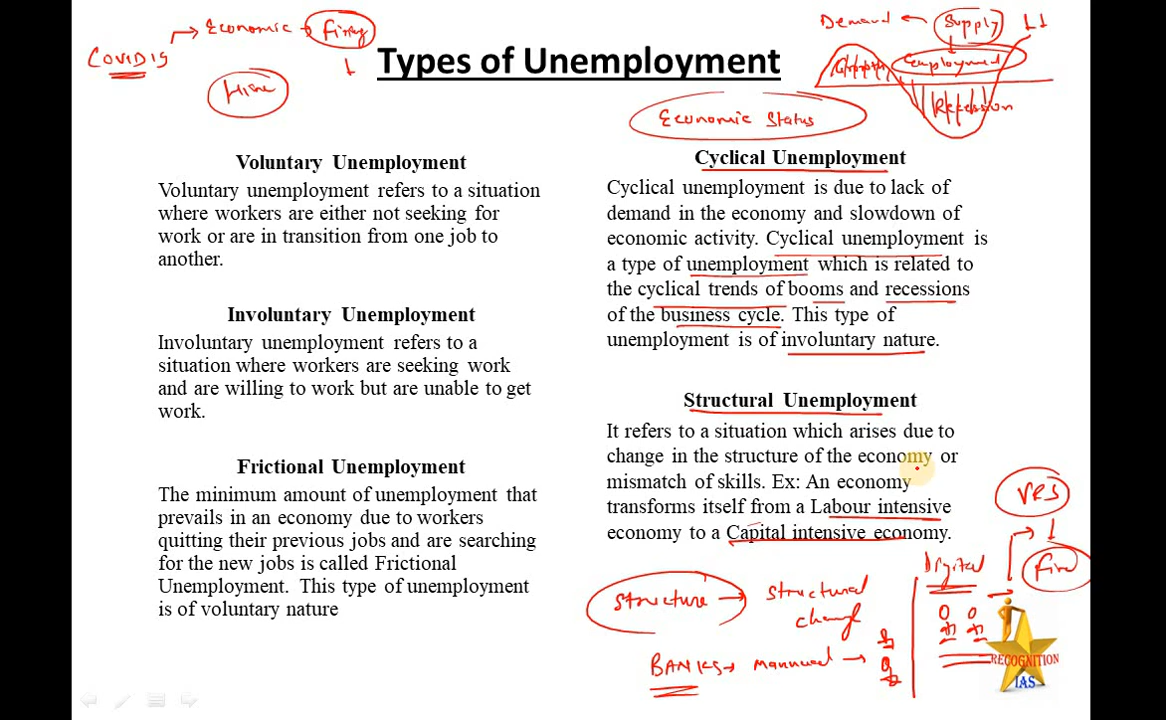 COVID19 → Economic → Firing
Hire
Demand ← Supply ↓↓
Employment
Recession
Types of Unemployment
Economic Status
Voluntary Unemployment
Voluntary unemployment refers to a situation
where workers are either not seeking for
work or are in transition from one job to
another.
Involuntary Unemployment
Involuntary unemployment refers to a
situation where workers are seeking work
and are willing to work but are unable to get
work.
Frictional Unemployment
The minimum amount of unemployment that
prevails in an economy due to workers
quitting their previous jobs and are searching
for the new jobs is called Frictional
Unemployment. This type of unemployment
is of voluntary nature
Cyclical Unemployment
Cyclical unemployment is due to lack of
demand in the economy and slowdown of
economic activity. Cyclical unemployment is
a type of unemployment which is related to
the cyclical trends of booms and recessions
of the business cycle. This type of
unemployment is of involuntary nature.
Structural Unemployment
It refers to a situation which arises due to
change in the structure of the economy or
mismatch of skills. Ex: An economy
transforms itself from a Labour intensive
economy to a Capital intensive economy.
VRS
Fire
Digital
Structure → Structural
change
BANKS →
RECOGNITION
IAS